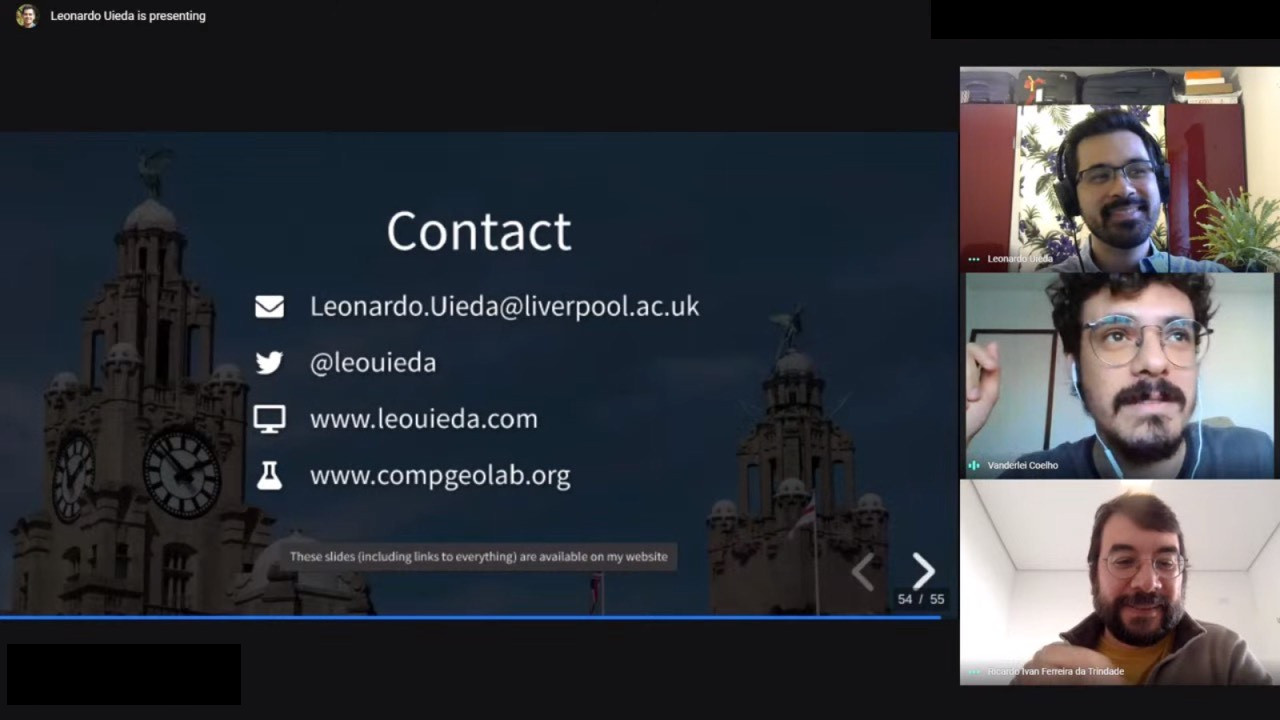 Leonardo Uieda is presenting
Contact
Leonardo.Uieda@liverpool.ac.uk
@leouieda
www.leouieda.com
www.compgeolab.org
These slides (including links to everything) are available on my website
54 / 55
Leonardo Uieda
Vanderlei Coelho
Ricardo Ivan Ferreira da Trindade